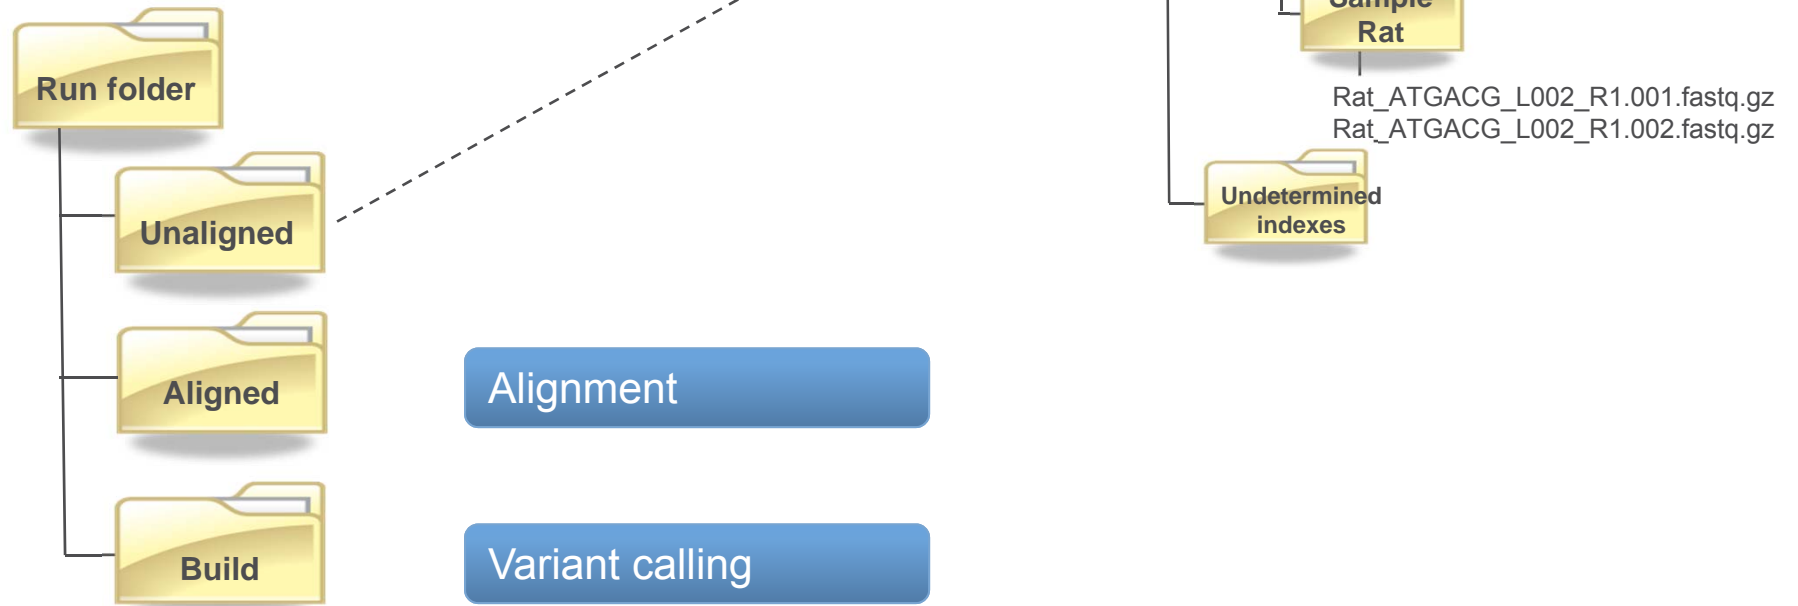 Run folder
Unaligned
Aligned
Build
Alignment
Variant calling
Sample
Rat
Rat_ATGACG_L002_R1.001.fastq.gz
Rat_ATGACG_L002_R1.002.fastq.gz
Undetermined
indexes